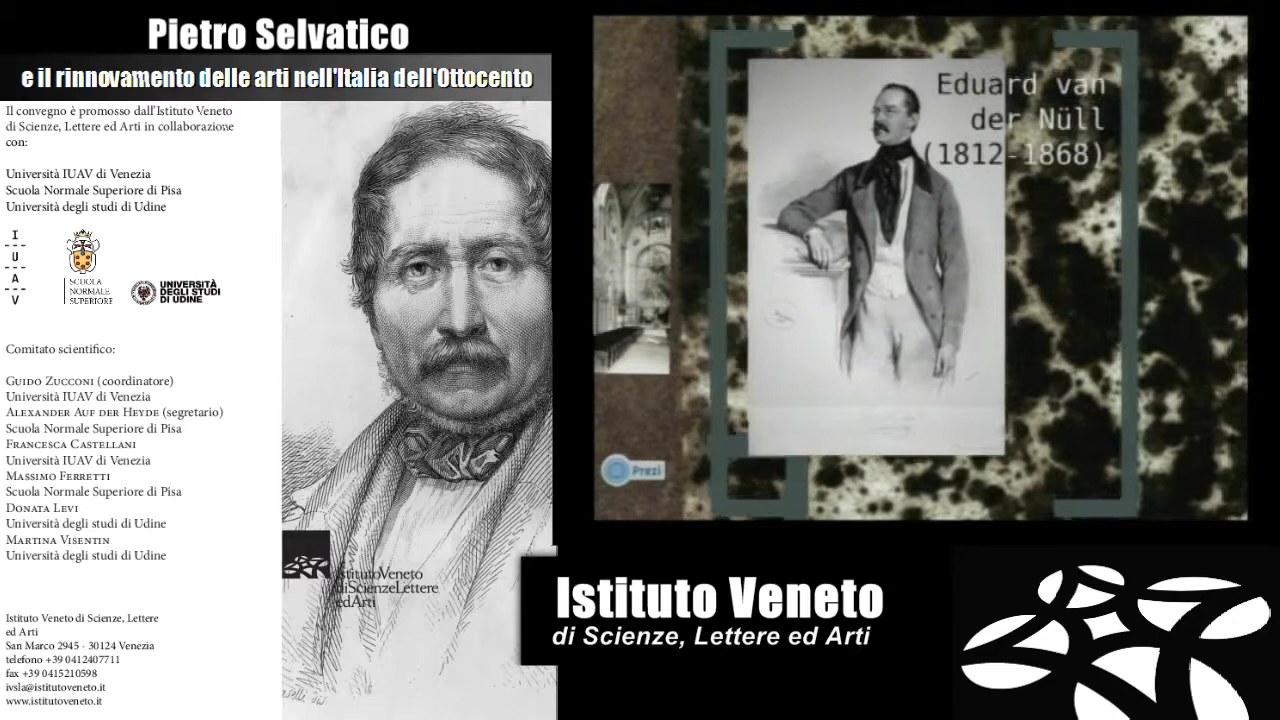 Pietro Selvatico
e il rinnovamento delle arti nell'Italia dell'Ottocento
Il convegno è promosso dall'Istituto Veneto
di Scienze, Lettere ed Arti in collaborazione
con:
Università IUAV di Venezia
Scuola Normale Superiore di Pisa
Università degli studi di Udine
I
U
A
V
SCUOLA
NORMALE
SUPERIORE
UNIVERSITÀ
DEGLI STUDI
DI UDINE
Comitato scientifico:
Guido Zucconi (coordinatore)
Università IUAV di Venezia
Alexander Auf der Heyde (segretario)
Scuola Normale Superiore di Pisa
Francesca Castellani
Università IUAV di Venezia
Massimo Ferretti
Scuola Normale Superiore di Pisa
Donata Levi
Università degli studi di Udine
Martina Visentin
Università degli studi di Udine
Istituto Veneto di Scienze, Lettere
ed Arti
San Marco 2945 - 30124 Venezia
telefono +39 0412407711
fax +39 0415210598
ivsla@istitutoveneto.it
www.istitutoveneto.it
IstitutoVeneto
diScienzeLettere
edArti
Eduard van
der Nüll
(1812-1868)
Prezi
Istituto Veneto
di Scienze, Lettere ed Arti